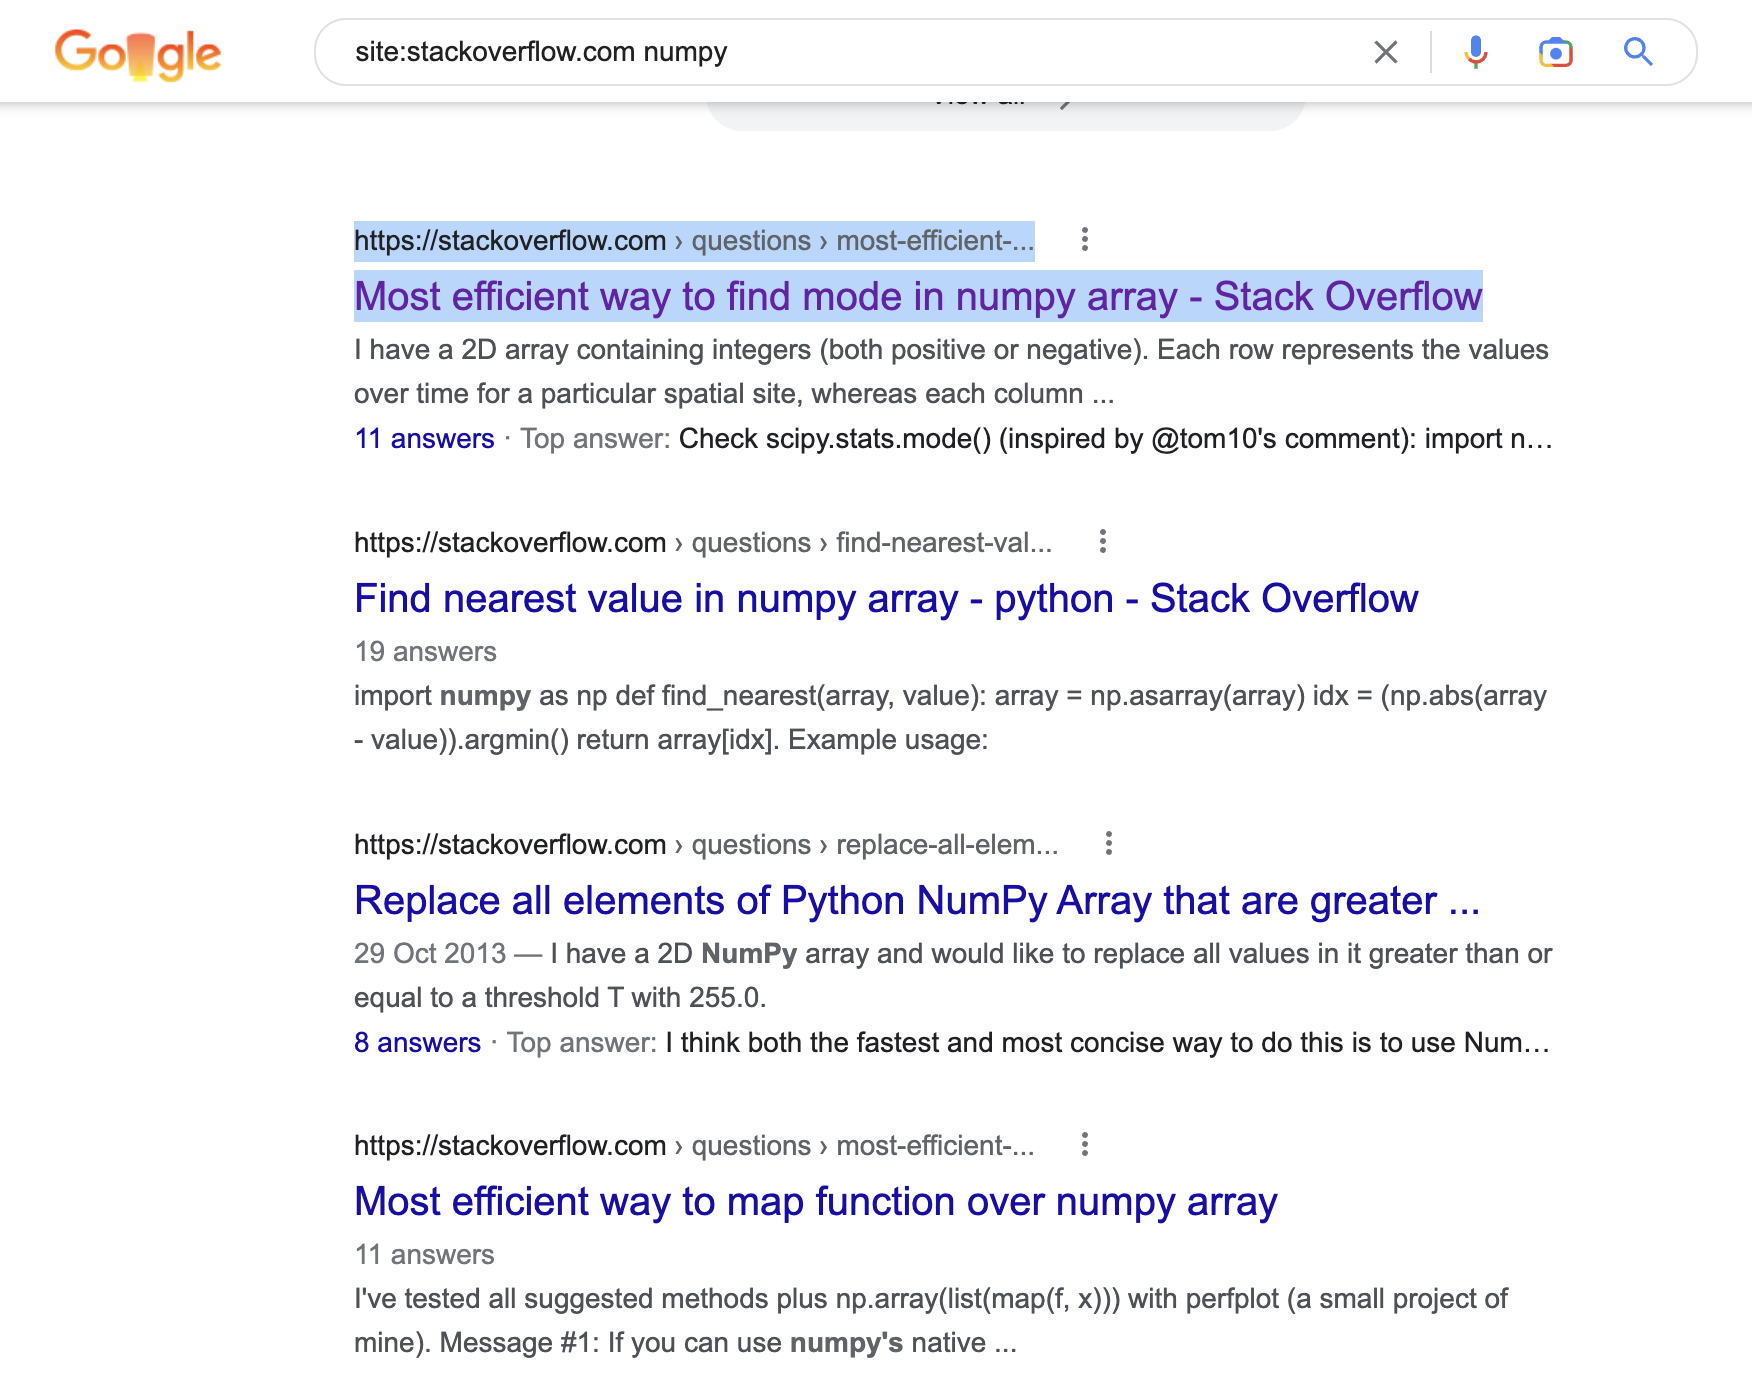 Google
site:stackoverflow.com numpy
View all
https://stackoverflow.com › questions › most-efficient-...
Most efficient way to find mode in numpy array - Stack Overflow
I have a 2D array containing integers (both positive or negative). Each row represents the values
over time for a particular spatial site, whereas each column ...
11 answers · Top answer: Check scipy.stats.mode() (inspired by @tom10's comment): import n...
https://stackoverflow.com › questions › find-nearest-val...
Find nearest value in numpy array - python - Stack Overflow
19 answers
import numpy as np def find_nearest(array, value): array = np.asarray(array) idx = (np.abs(array
- value)).argmin() return array[idx]. Example usage:
https://stackoverflow.com › questions › replace-all-elem...
Replace all elements of Python NumPy Array that are greater ...
29 Oct 2013 — I have a 2D NumPy array and would like to replace all values in it greater than or
equal to a threshold T with 255.0.
8 answers · Top answer: I think both the fastest and most concise way to do this is to use Num...
https://stackoverflow.com › questions › most-efficient-...
Most efficient way to map function over numpy array
11 answers
I've tested all suggested methods plus np.array(list(map(f, x))) with perfplot (a small project of
mine). Message #1: If you can use numpy's native ...